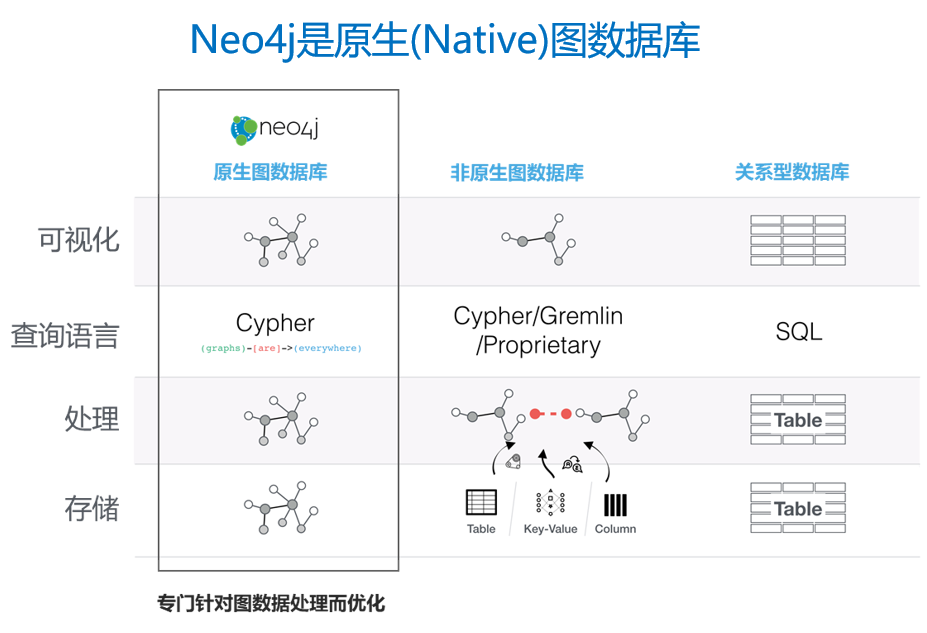 Neo4j是原生(Native)图数据库
neo4j
原生图数据库
非原生图数据库
关系型数据库
可视化
查询语言
Cypher
(graphs)-[are]->(everywhere)
Cypher/Gremlin
/Proprietary
SQL
处理
Table
存储
Table
Key-Value
Column
Table
专门针对图数据处理而优化